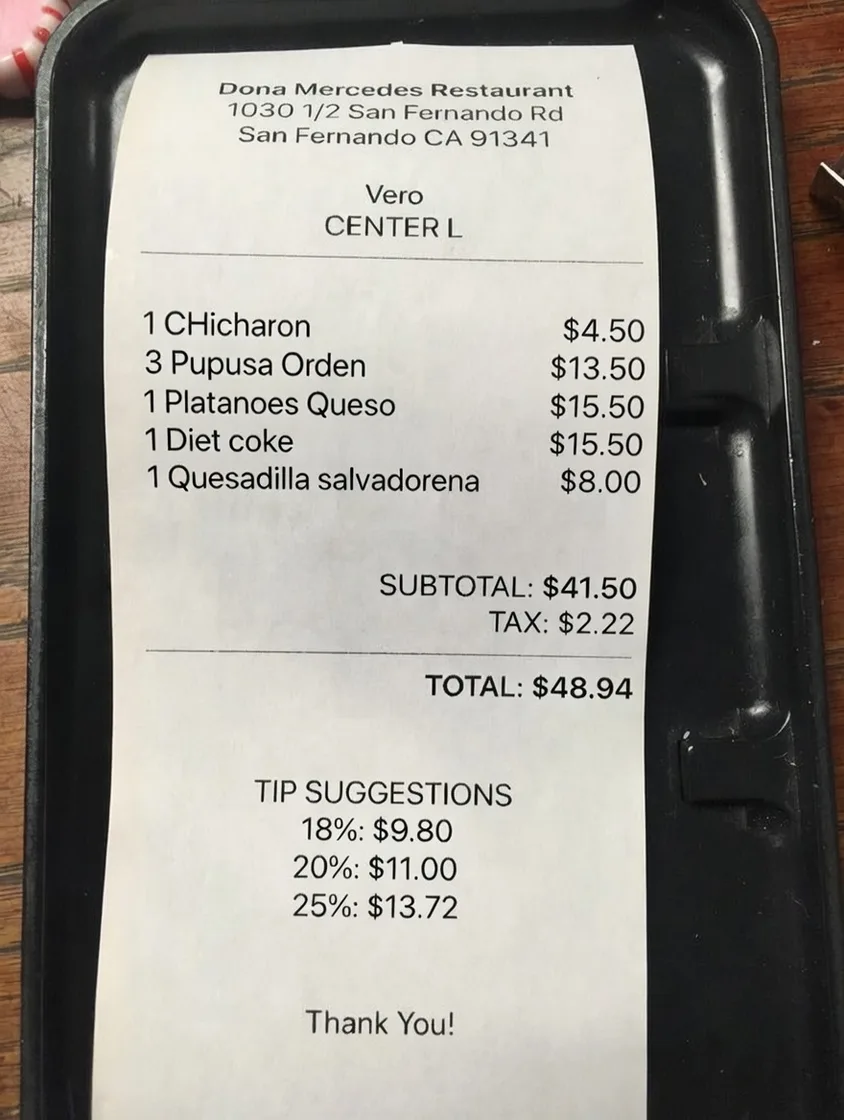 Dona Mercedes Restaurant
1030 1/2 San Fernando Rd
San Fernando CA 91341
Vero
CENTER L
1 CHicharon $4.50
3 Pupusa Orden $13.50
1 Platanoes Queso $15.50
1 Diet coke $15.50
1 Quesadilla salvadorena $8.00
SUBTOTAL: $41.50
TAX: $2.22
TOTAL: $48.94
TIP SUGGESTIONS
18%: $9.80
20%: $11.00
25%: $13.72
Thank You!